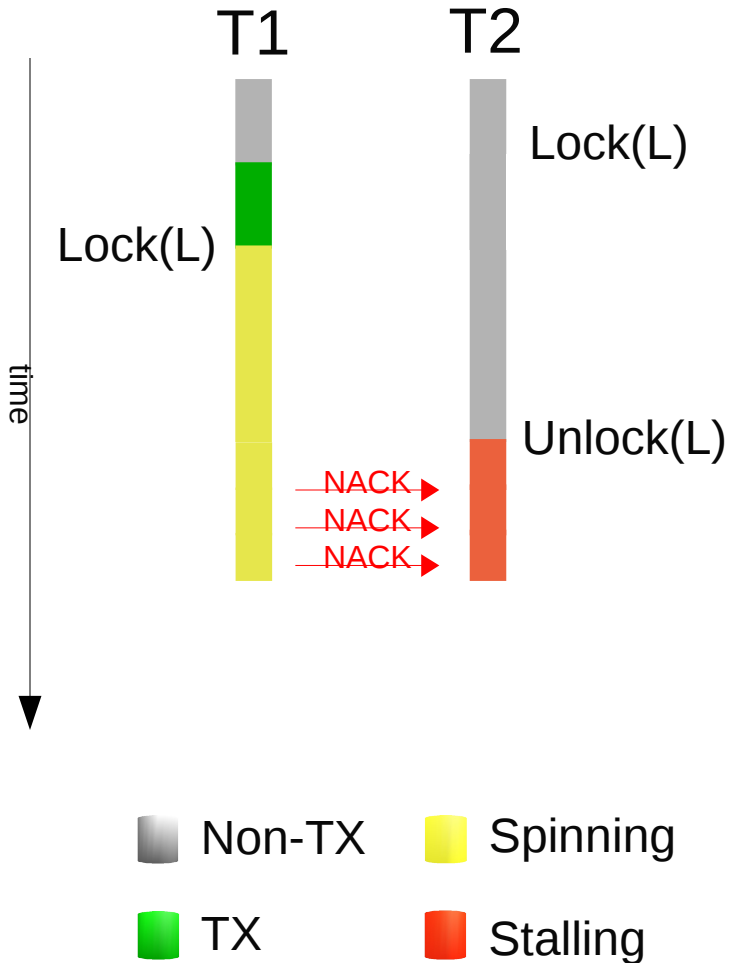 T1 T2
Lock(L)
Lock(L)
time
Unlock(L)
NACK
NACK
NACK
Non-TX Spinning
TX Stalling